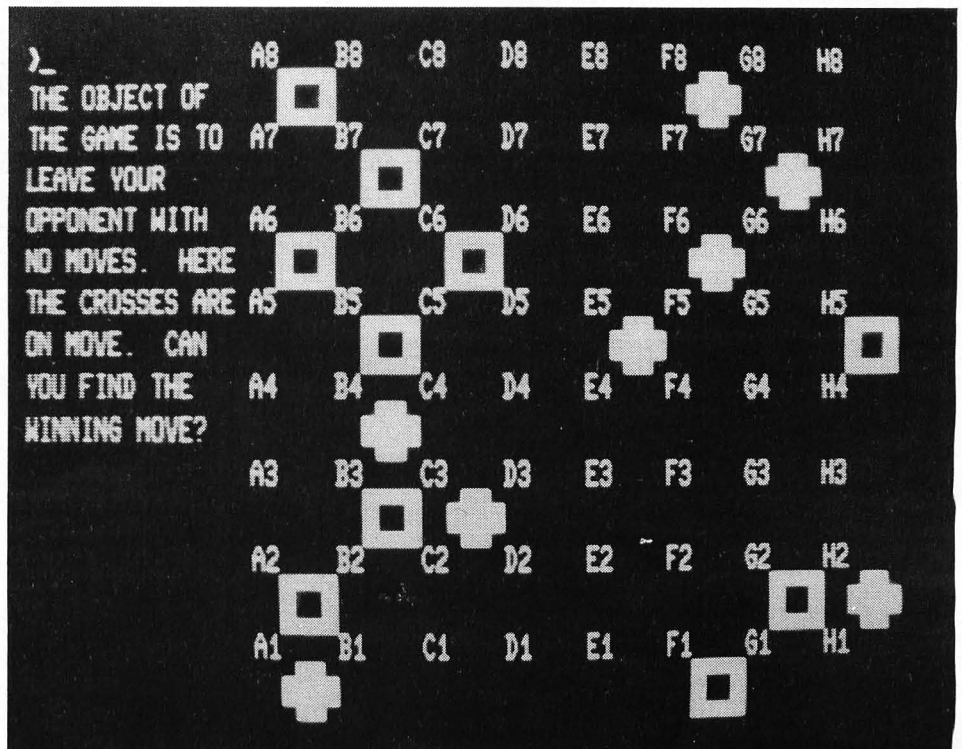 >_ A8 B8 C8 D8 E8 F8 G8 H8
THE OBJECT OF
THE GAME IS TO A7 B7 C7 D7 E7 F7 G7 H7
LEAVE YOUR
OPPONENT WITH A6 B6 C6 D6 E6 F6 G6 H6
NO MOVES. HERE
THE CROSSES ARE A5 B5 C5 D5 E5 F5 G5 H5
ON MOVE. CAN
YOU FIND THE A4 B4 C4 D4 E4 F4 G4 H4
WINNING MOVE?
A3 B3 C3 D3 E3 F3 G3 H3
A2 B2 C2 D2 E2 F2 G2 H2
A1 B1 C1 D1 E1 F1 G1 H1